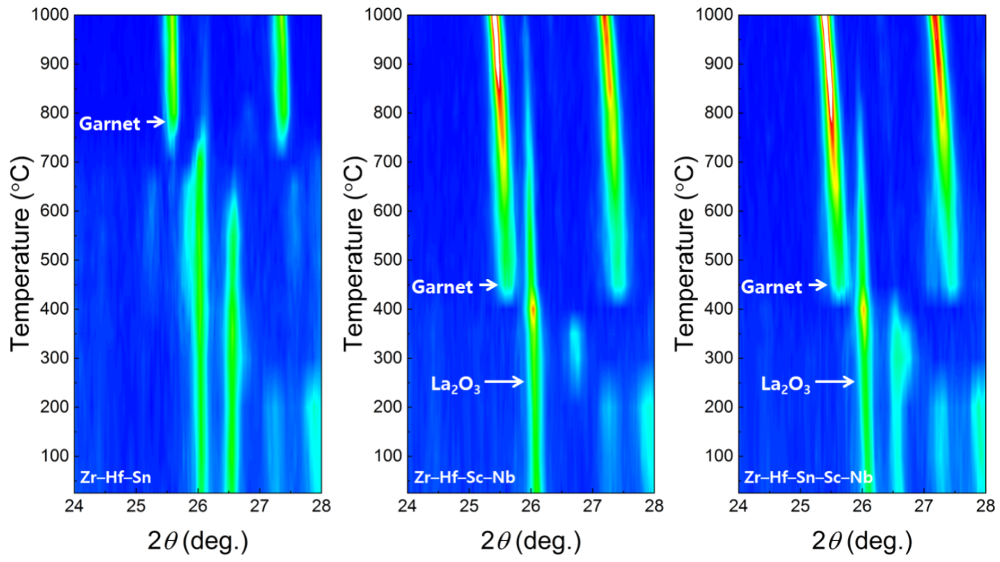 Temperature (°C)
1000
900
800
700
600
500
400
300
200
100
Garnet
Zr–Hf–Sn
24 25 26 27 28
2θ (deg.)
Temperature (°C)
1000
900
800
700
600
500
400
300
200
100
Garnet
La₂O₃
Zr–Hf–Sc–Nb
24 25 26 27 28
2θ (deg.)
Temperature (°C)
1000
900
800
700
600
500
400
300
200
100
Garnet
La₂O₃
Zr–Hf–Sn–Sc–Nb
24 25 26 27 28
2θ (deg.)